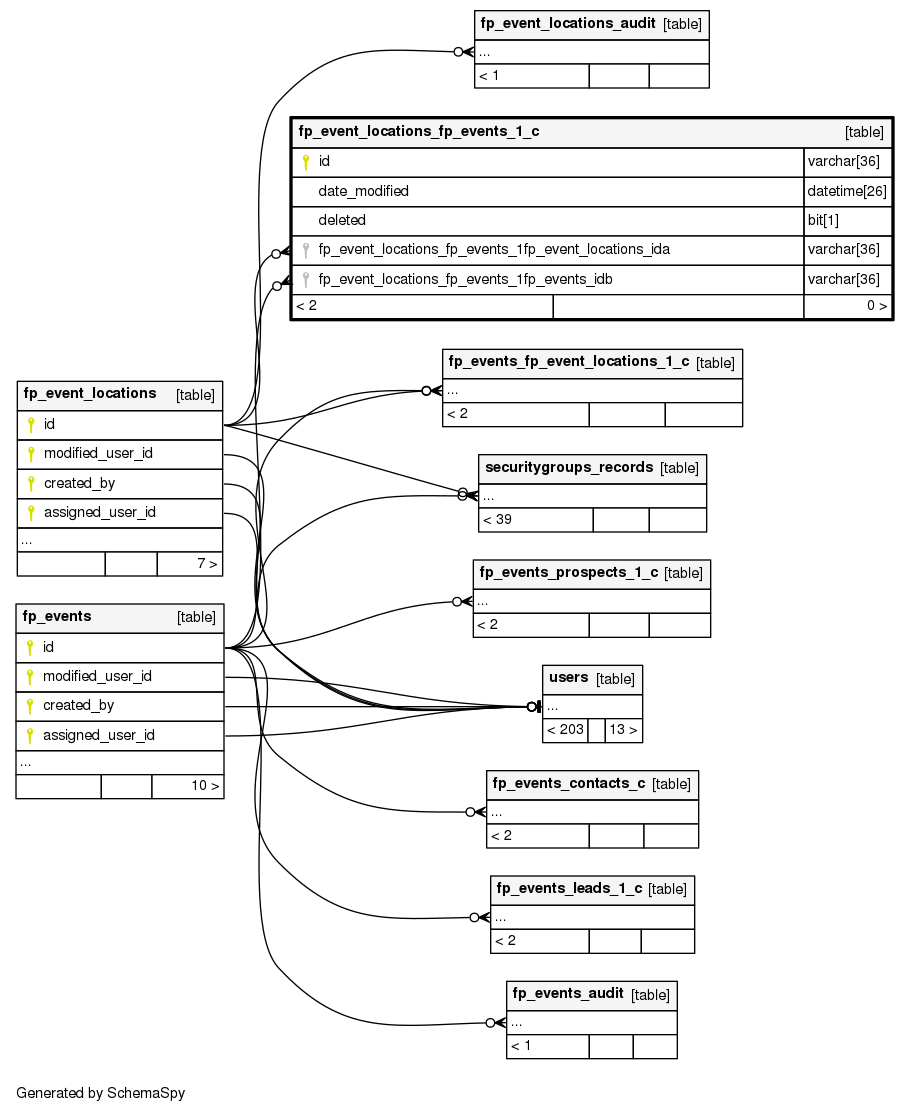 fp_event_locations_audit [table]
...
< 1
fp_event_locations_fp_events_1_c [table]
id varchar[36]
date_modified datetime[26]
deleted bit[1]
fp_event_locations_fp_events_1fp_event_locations_ida varchar[36]
fp_event_locations_fp_events_1fp_events_idb varchar[36]
< 2 0 >
fp_events_fp_event_locations_1_c [table]
...
< 2
fp_event_locations [table]
id
modified_user_id
created_by
assigned_user_id
...
7 >
securitygroups_records [table]
...
< 39
fp_events_prospects_1_c [table]
...
< 2
fp_events [table]
id
modified_user_id
created_by
assigned_user_id
...
10 >
users [table]
...
< 203 13 >
fp_events_contacts_c [table]
...
< 2
fp_events_leads_1_c [table]
...
< 2
fp_events_audit [table]
...
< 1
Generated by SchemaSpy